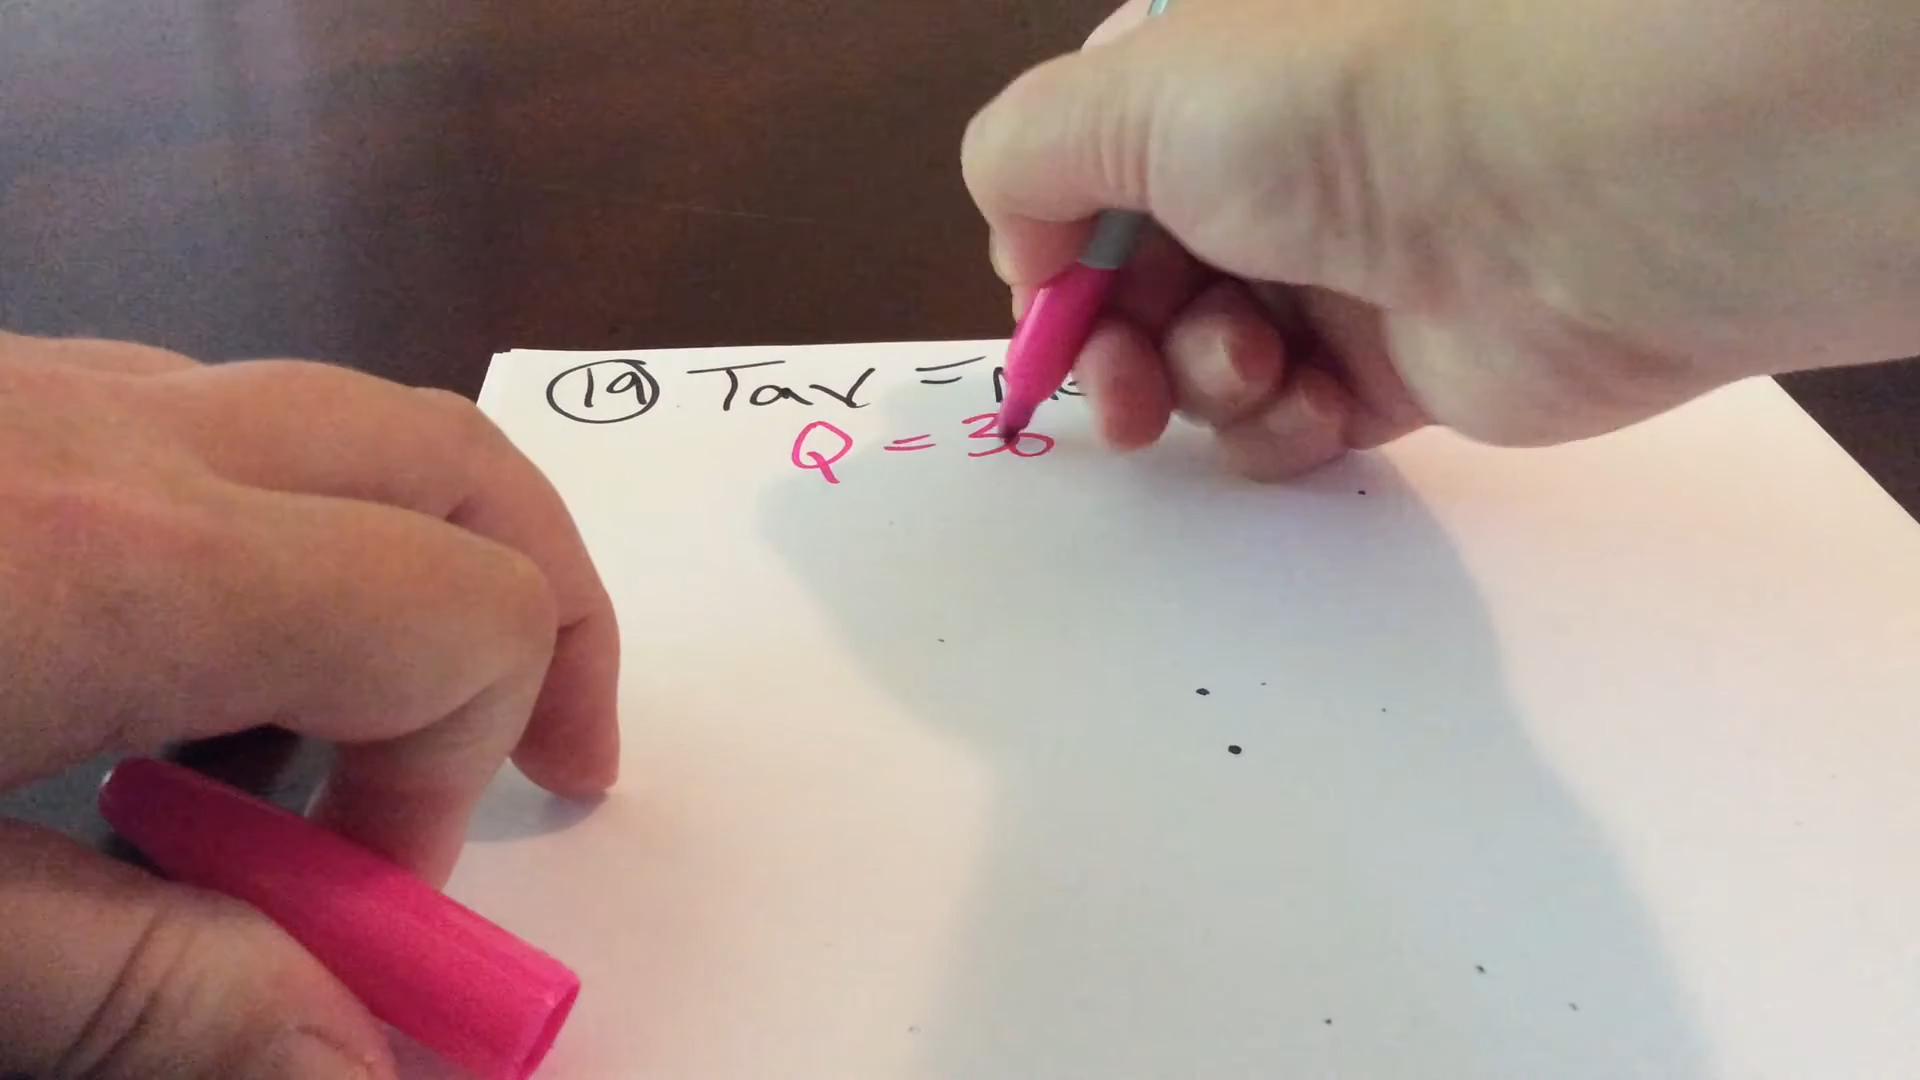 19 Tav =
Q = 30